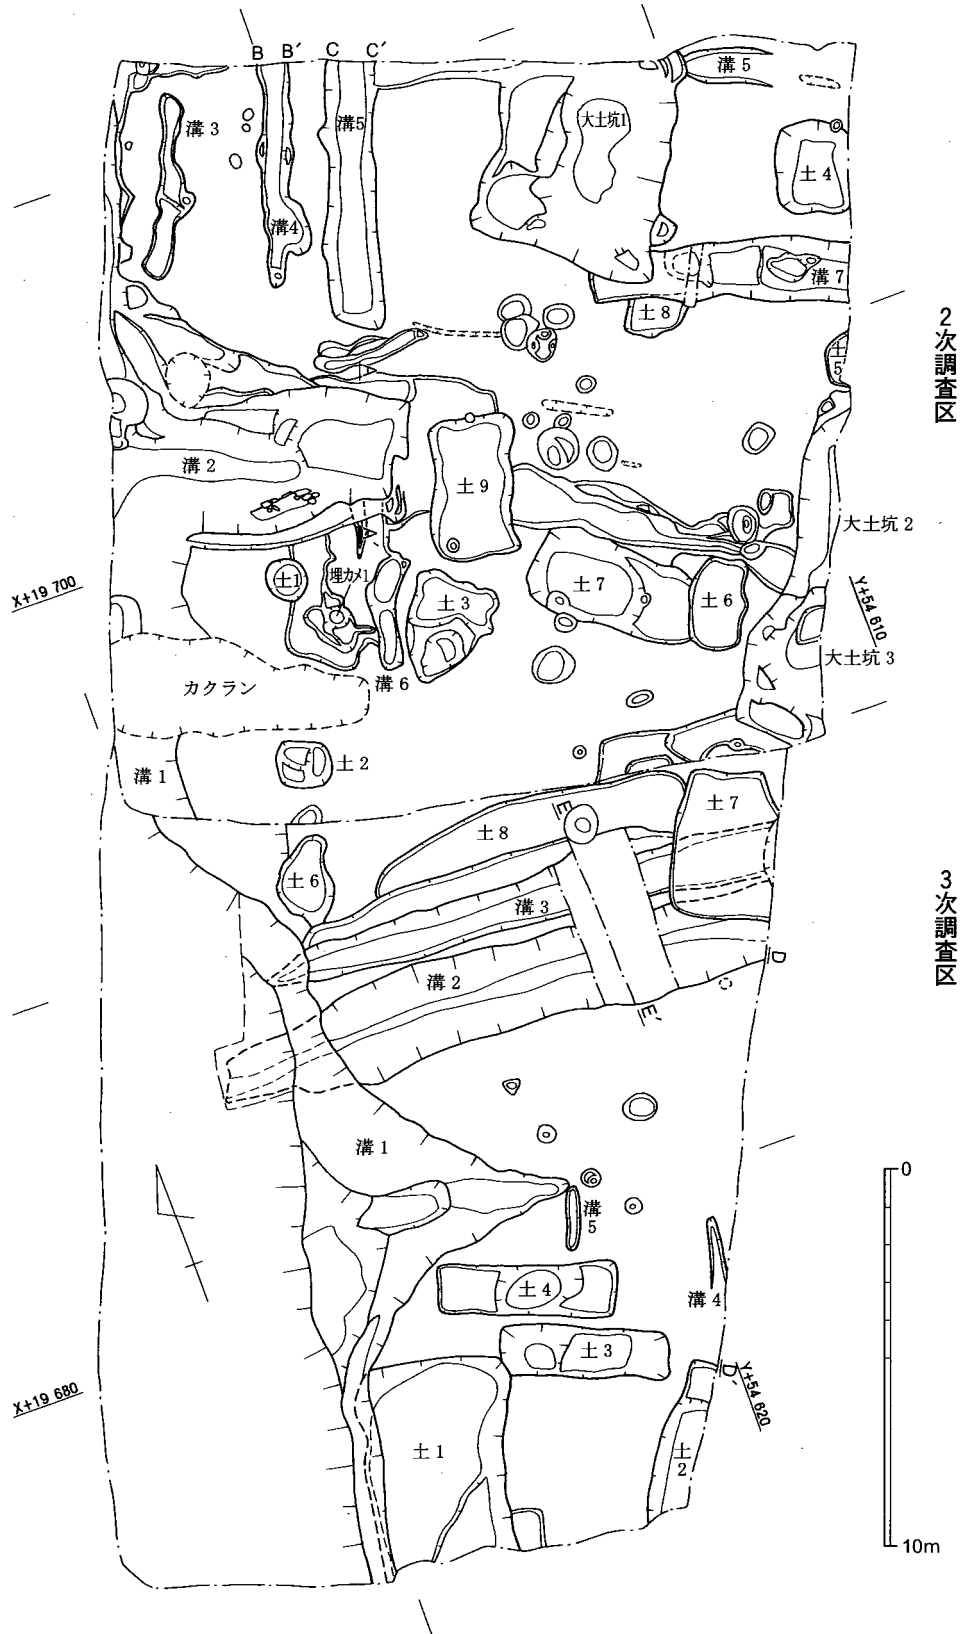 B B′ C C′
溝5
溝3
溝5
大土坑1
土4
溝4
溝7
土8
2次調査区
土5
溝2
土9
大土坑2
X+19 700
土1
埋カメ1
土3
土7
土6
Y+54 610
大土坑3
カクラン
溝6
溝1
土2
土7
E
土8
土6
3次調査区
溝3
溝2
D
E′
溝1
0
溝5
土4
溝4
土3
D′
X+19 680
Y+54 620
土1
土2
10m